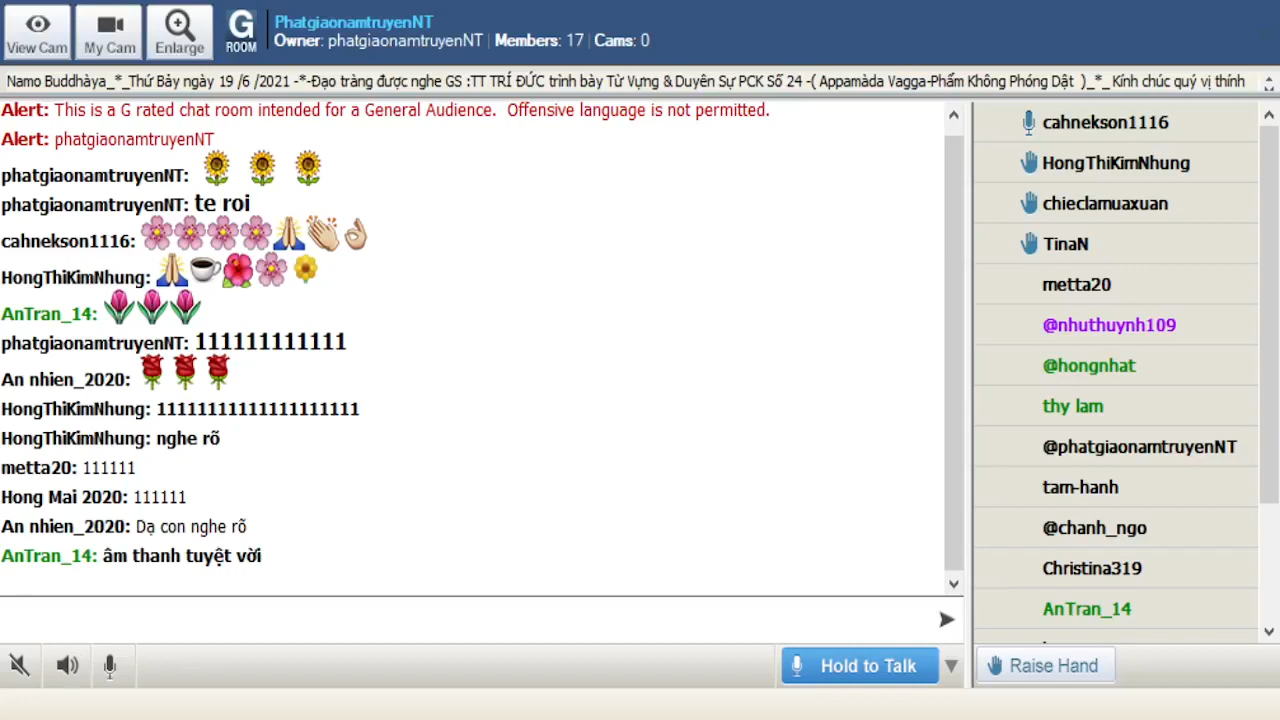 View Cam
My Cam
Enlarge
G
ROOM
PhatgiaonamtruyenNT
Owner: phatgiaonamtruyenNT | Members: 17 | Cams: 0
Namo Buddhàya_*_Thứ Bảy ngày 19 /6 /2021 -*-Đạo tràng được nghe GS :TT TRÍ ĐỨC trình bày Từ Vựng & Duyên Sự PCK Số 24 -( Appamàda Vagga-Phẩm Không Phóng Dật )_*_ Kính chúc quý vị thính
Alert: This is a G rated chat room intended for a General Audience. Offensive language is not permitted.
Alert: phatgiaonamtruyenNT
phatgiaonamtruyenNT:
phatgiaonamtruyenNT: te roi
cahnekson1116:
HongThiKimNhung:
AnTran_14:
phatgiaonamtruyenNT: 111111111111
An nhien_2020:
HongThiKimNhung: 11111111111111111111
HongThiKimNhung: nghe rõ
metta20: 111111
Hong Mai 2020: 111111
An nhien_2020: Dạ con nghe rõ
AnTran_14: âm thanh tuyệt vời
Hold to Talk
cahnekson1116
HongThiKimNhung
chieclamuaxuan
TinaN
metta20
@nhuthuynh109
@hongnhat
thy lam
@phatgiaonamtruyenNT
tam-hanh
@chanh_ngo
Christina319
AnTran_14
Raise Hand